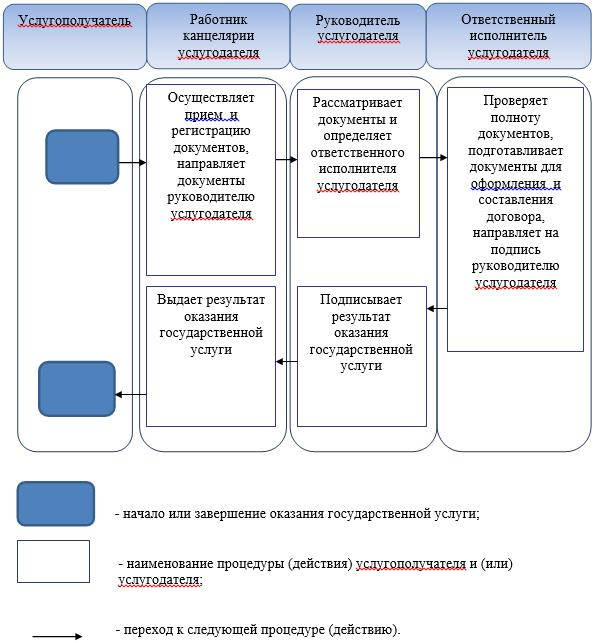 Услугополучатель
Работник
канцелярии
услугодателя
Руководитель
услугодателя
Ответственный
исполнитель
услугодателя
Осуществляет
прием и
регистрацию
документов,
направляет
документы
руководителю
услугодателя
Рассматривает
документы и
определяет
ответственного
исполнителя
услугодателя
Проверяет
полноту
документов,
подготавливает
документы для
оформления и
составления
договора,
направляет на
подпись
руководителю
услугодателя
Выдает результат
оказания
государственной
услуги
Подписывает
результат
оказания
государственной
услуги
- начало или завершение оказания государственной услуги;
- наименование процедуры (действия) услугополучателя и (или)
услугодателя;
- переход к следующей процедуре (действию).